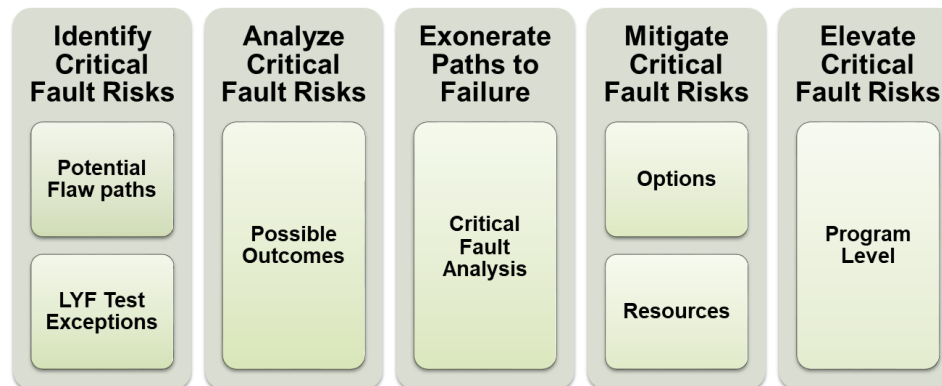 Identify
Critical
Fault Risks
Potential
Flaw paths
LYF Test
Exceptions
Analyze
Critical
Fault Risks
Possible
Outcomes
Exonerate
Paths to
Failure
Critical
Fault
Analysis
Mitigate
Critical
Fault Risks
Options
Resources
Elevate
Critical
Fault Risks
Program
Level